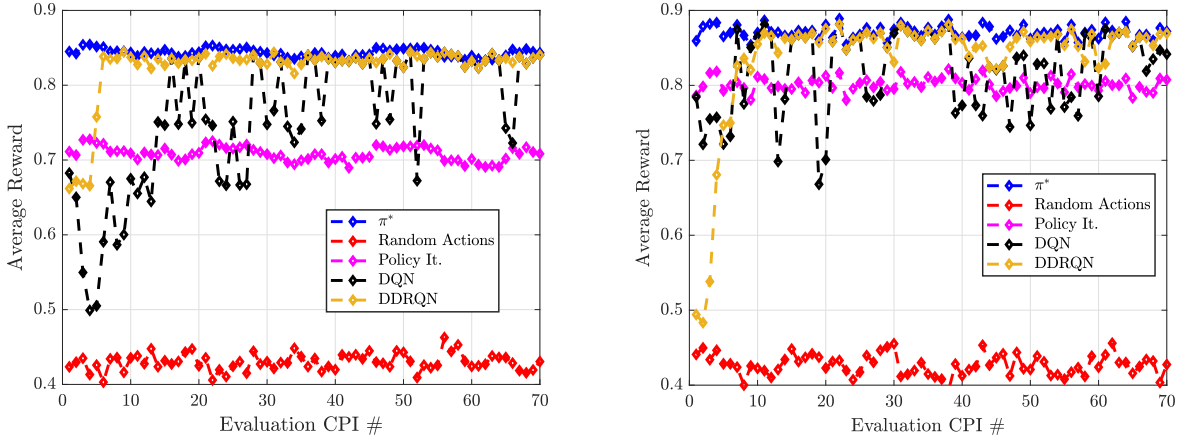 0.9
0.8
0.7
0.6
0.5
0.4
Average Reward
0 10 20 30 40 50 60 70
Evaluation CPI #
π*
Random Actions
Policy It.
DQN
DDRQN
0.9
0.8
0.7
0.6
0.5
0.4
Average Reward
0 10 20 30 40 50 60 70
Evaluation CPI #
π*
Random Actions
Policy It.
DQN
DDRQN